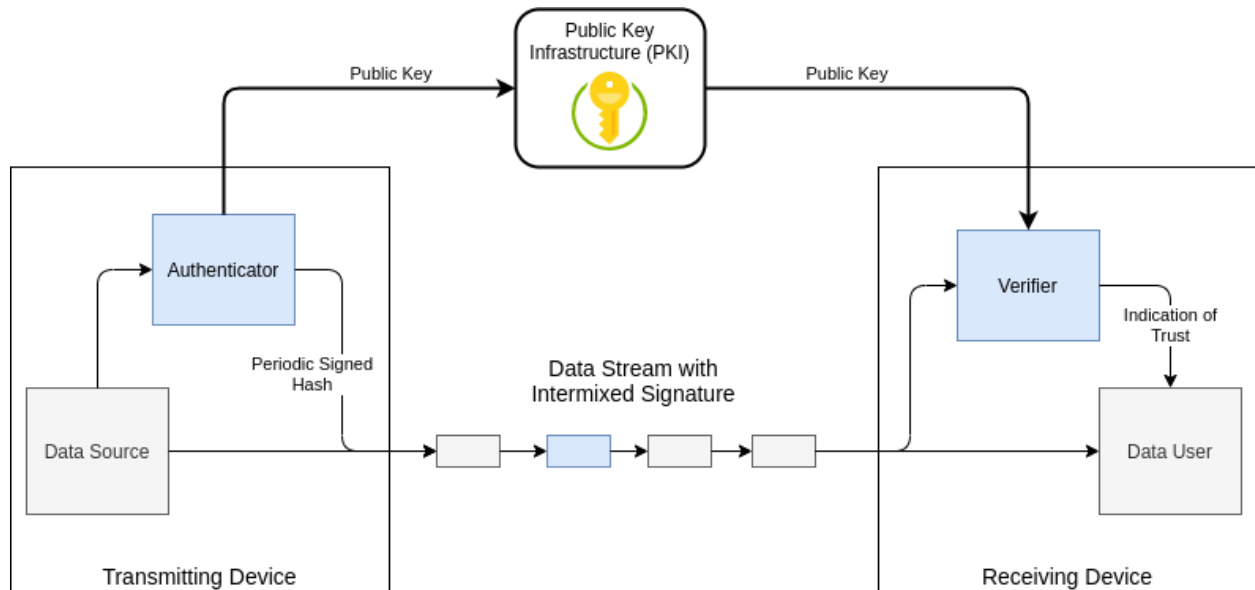 Public Key
Infrastructure (PKI)
Public Key
Public Key
Authenticator
Verifier
Indication of
Trust
Periodic Signed
Hash
Data Stream with
Intermixed Signature
Data Source
Data User
Transmitting Device
Receiving Device